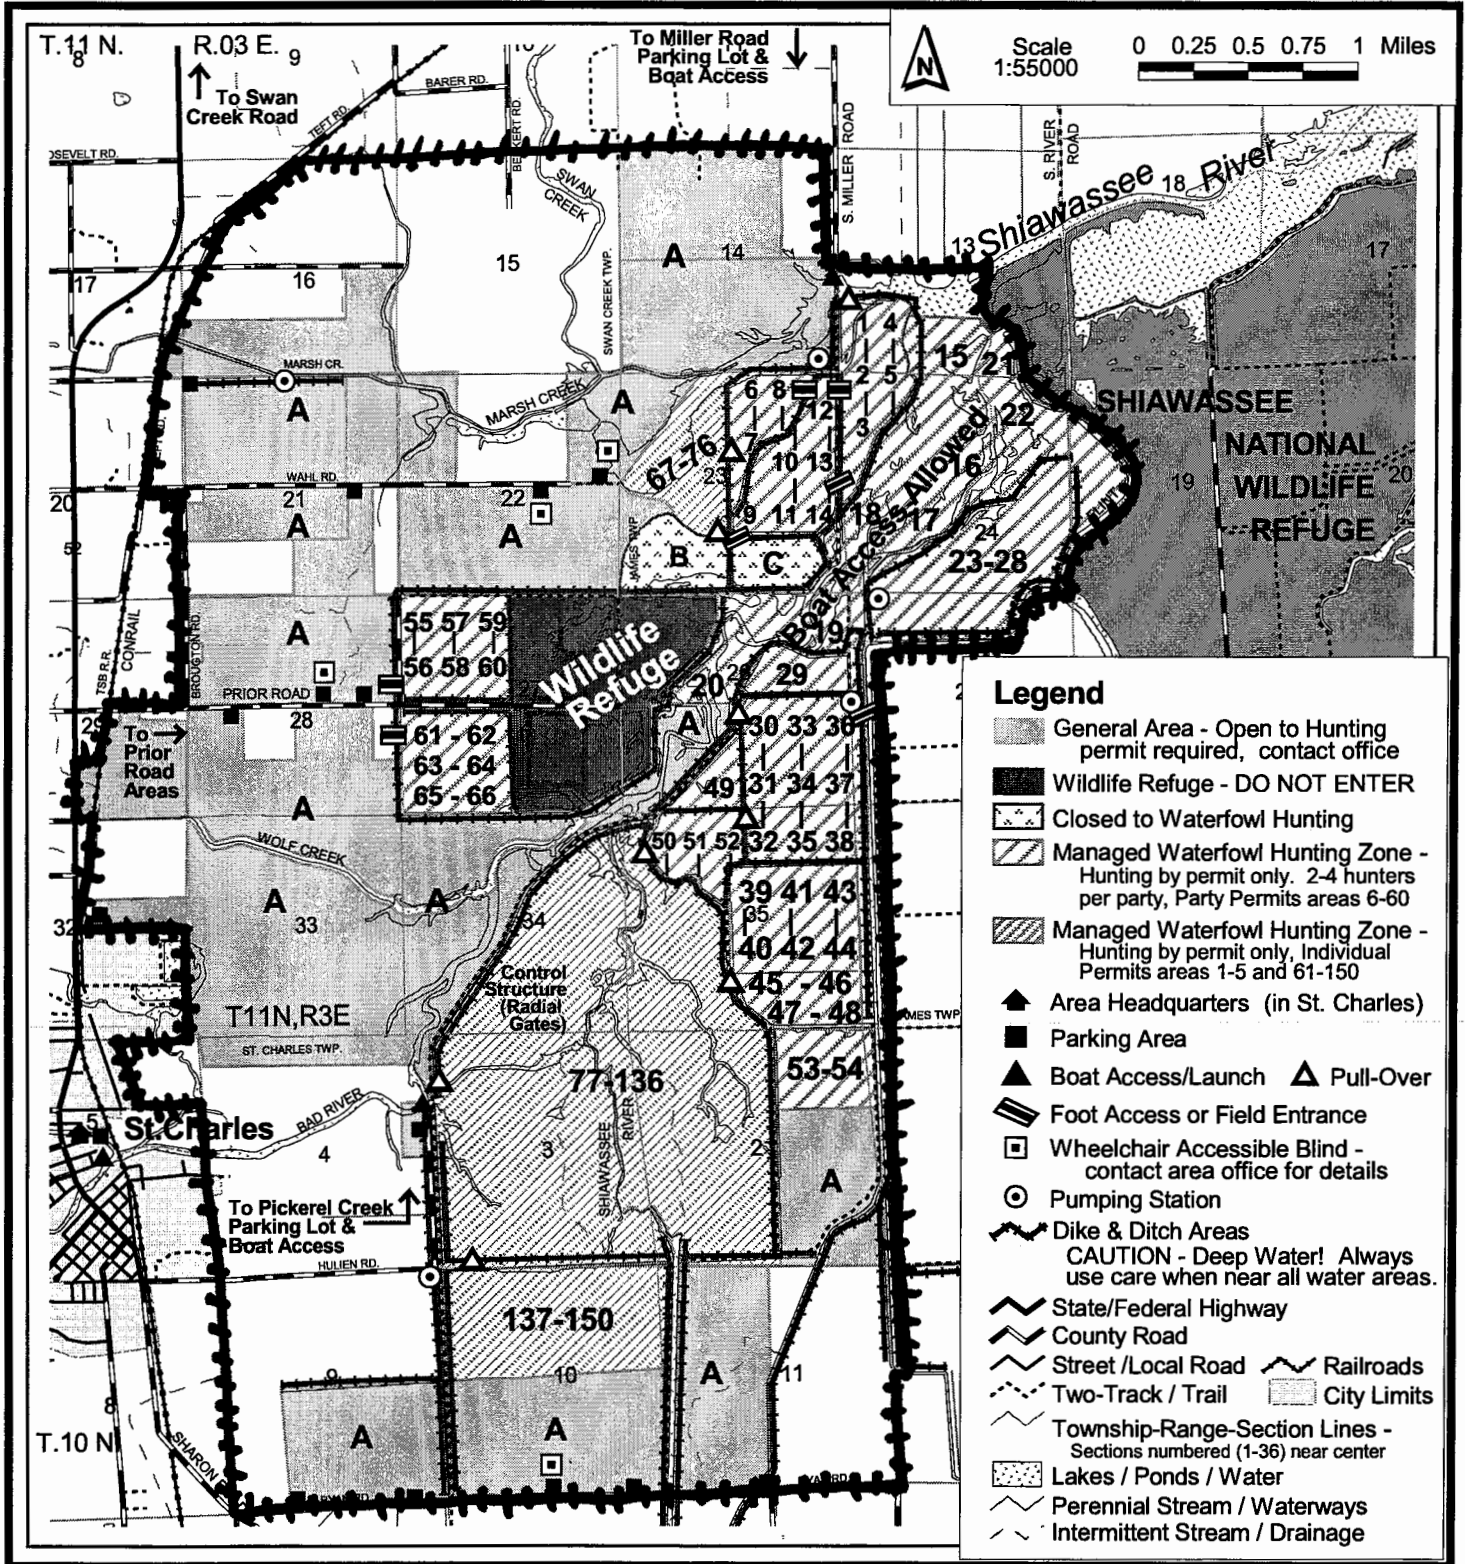 T.11 N.
R.03 E.
8
9
10
To Swan
Creek Road
To Miller Road
Parking Lot &
Boat Access
N
Scale
1:55000
0 0.25 0.5 0.75 1 Miles
BARER RD.
TEFT RD.
S. MILLER ROAD
S. RIVER
ROAD
Shiawassee River
18
13
17
SWAN
CREEK
SWAN CREEK TWP.
A 14
15
16
17
MARSH CR.
MARSH CREEK
A
A
WAHL RD.
20
21
22
A
A
67-76
23
6 8
7 12
7
10 13
9 11 14
1 4
2 5
3
15 21
22
16
17
18
Boat Access Allowed
24
23-28
SHIAWASSEE
NATIONAL
WILDLIFE
REFUGE
19
20
52
B
C
CONRAIL
TSB R.R.
A
55 57 59
56 58 60
Wildlife
Refuge
19
20
29
PRIOR ROAD
28
29
To
Prior
Road
Areas
61 - 62
63 - 64
65 - 66
A
A
30 33 36
31 34 37
49
32 35 38
50 51 52
WOLF CREEK
A
33
A
34
32
39 41 43
35
40 42 44
45 - 46
47 - 48
Control
Structure
(Radial
Gates)
T11N,R3E
ST. CHARLES TWP.
53-54
77-136
SHIAWASSEE
RIVER
BAD RIVER
5
St Charles
4
3
2
A
To Pickerel Creek
Parking Lot &
Boat Access
HULIEN RD.
137-150
9
10
11
A
A
A
8
T.10 N
SHARON
Legend
General Area - Open to Hunting
permit required, contact office
Wildlife Refuge - DO NOT ENTER
Closed to Waterfowl Hunting
Managed Waterfowl Hunting Zone -
Hunting by permit only. 2-4 hunters
per party, Party Permits areas 6-60
Managed Waterfowl Hunting Zone -
Hunting by permit only, Individual
Permits areas 1-5 and 61-150
Area Headquarters (in St. Charles)
Parking Area
Boat Access/Launch
Pull-Over
Foot Access or Field Entrance
Wheelchair Accessible Blind -
contact area office for details
Pumping Station
Dike & Ditch Areas
CAUTION - Deep Water! Always
use care when near all water areas.
State/Federal Highway
County Road
Street /Local Road
Railroads
Two-Track / Trail
City Limits
Township-Range-Section Lines -
Sections numbered (1-36) near center
Lakes / Ponds / Water
Perennial Stream / Waterways
Intermittent Stream / Drainage